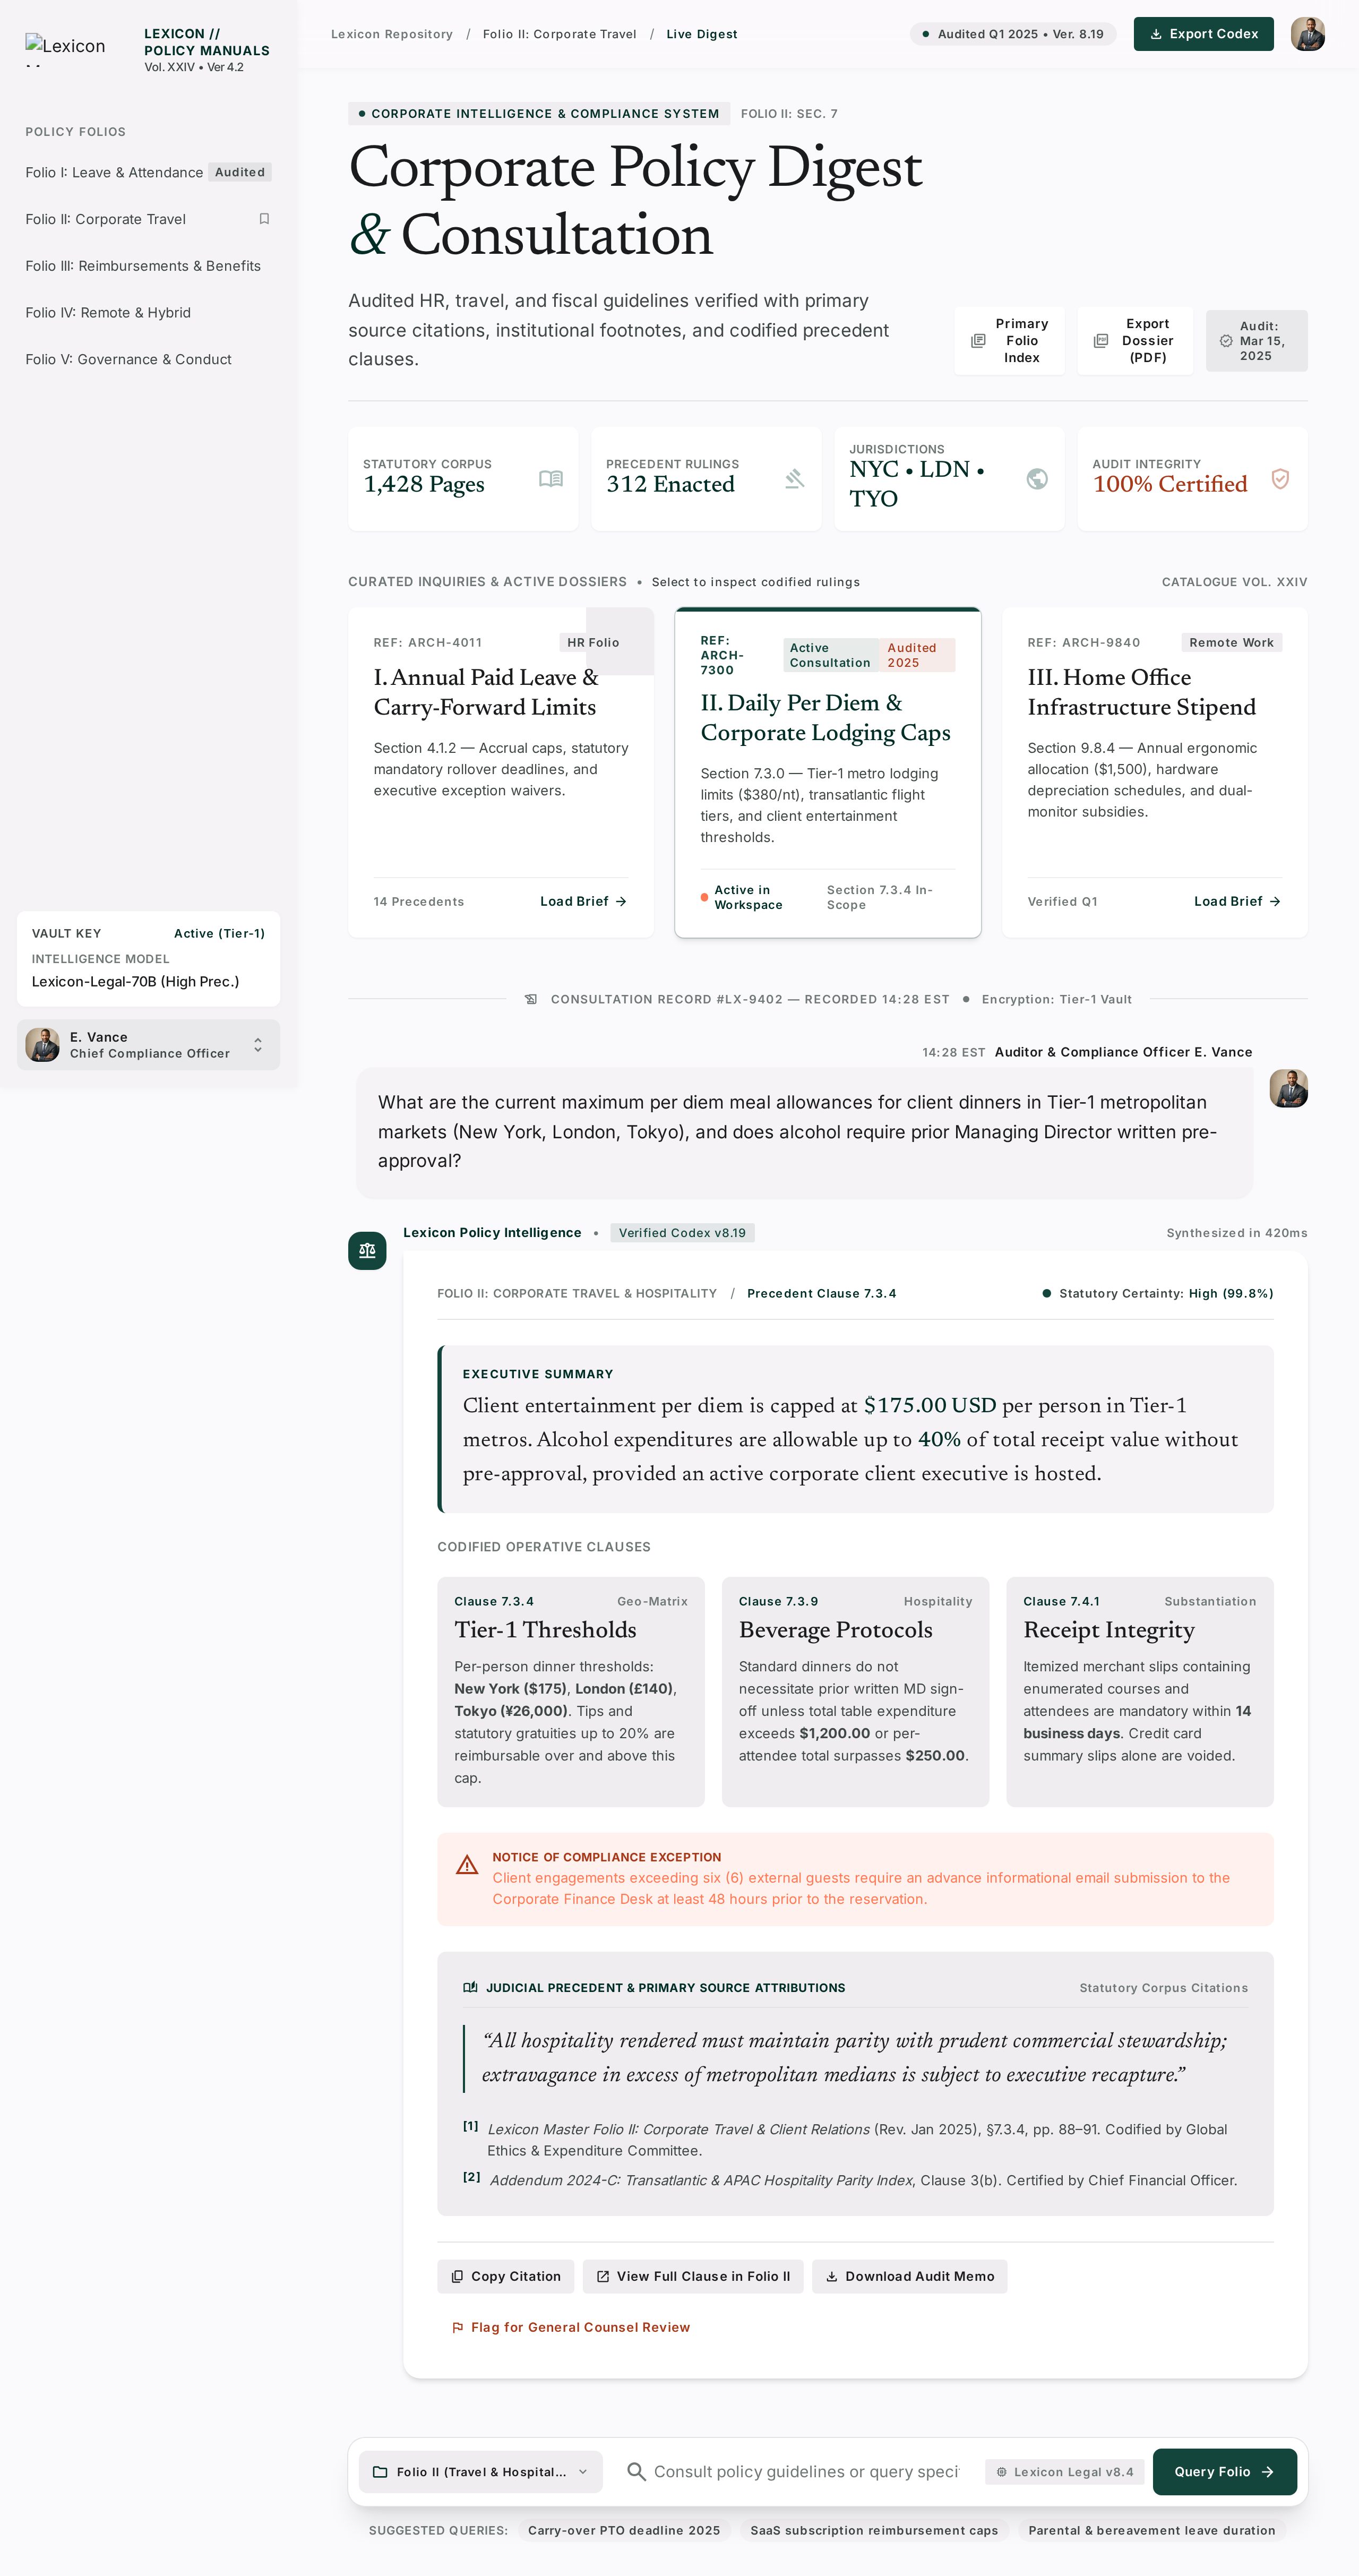 Lexicon
LEXICON //
POLICY MANUALS
Vol. XXIV • Ver 4.2
POLICY FOLIOS
Folio I: Leave & Attendance Audited
Folio II: Corporate Travel
Folio III: Reimbursements & Benefits
Folio IV: Remote & Hybrid
Folio V: Governance & Conduct
VAULT KEY Active (Tier-1)
INTELLIGENCE MODEL
Lexicon-Legal-70B (High Prec.)
E. Vance
Chief Compliance Officer
Lexicon Repository / Folio II: Corporate Travel / Live Digest
Audited Q1 2025 • Ver. 8.19
Export Codex
CORPORATE INTELLIGENCE & COMPLIANCE SYSTEM FOLIO II: SEC. 7
Corporate Policy Digest
& Consultation
Audited HR, travel, and fiscal guidelines verified with primary
source citations, institutional footnotes, and codified precedent
clauses.
Primary
Folio
Index
Export
Dossier
(PDF)
Audit:
Mar 15,
2025
STATUTORY CORPUS
1,428 Pages
PRECEDENT RULINGS
312 Enacted
JURISDICTIONS
NYC • LDN •
TYO
AUDIT INTEGRITY
100% Certified
CURATED INQUIRIES & ACTIVE DOSSIERS • Select to inspect codified rulings
CATALOGUE VOL. XXIV
REF: ARCH-4011 HR Folio
I. Annual Paid Leave &
Carry-Forward Limits
Section 4.1.2 — Accrual caps, statutory
mandatory rollover deadlines, and
executive exception waivers.
14 Precedents Load Brief
REF:
ARCH-
7300
Active
Consultation
Audited
2025
II. Daily Per Diem &
Corporate Lodging Caps
Section 7.3.0 — Tier-1 metro lodging
limits ($380/nt), transatlantic flight
tiers, and client entertainment
thresholds.
Active in
Workspace
Section 7.3.4 In-
Scope
REF: ARCH-9840 Remote Work
III. Home Office
Infrastructure Stipend
Section 9.8.4 — Annual ergonomic
allocation ($1,500), hardware
depreciation schedules, and dual-
monitor subsidies.
Verified Q1 Load Brief
CONSULTATION RECORD #LX-9402 — RECORDED 14:28 EST • Encryption: Tier-1 Vault
14:28 EST Auditor & Compliance Officer E. Vance
What are the current maximum per diem meal allowances for client dinners in Tier-1 metropolitan
markets (New York, London, Tokyo), and does alcohol require prior Managing Director written pre-
approval?
Lexicon Policy Intelligence • Verified Codex v8.19
Synthesized in 420ms
FOLIO II: CORPORATE TRAVEL & HOSPITALITY / Precedent Clause 7.3.4
Statutory Certainty: High (99.8%)
EXECUTIVE SUMMARY
Client entertainment per diem is capped at $175.00 USD per person in Tier-1
metros. Alcohol expenditures are allowable up to 40% of total receipt value without
pre-approval, provided an active corporate client executive is hosted.
CODIFIED OPERATIVE CLAUSES
Clause 7.3.4 Geo-Matrix
Tier-1 Thresholds
Per-person dinner thresholds:
New York ($175), London (£140),
Tokyo (¥26,000). Tips and
statutory gratuities up to 20% are
reimbursable over and above this
cap.
Clause 7.3.9 Hospitality
Beverage Protocols
Standard dinners do not
necessitate prior written MD sign-
off unless total table expenditure
exceeds $1,200.00 or per-
attendee total surpasses $250.00.
Clause 7.4.1 Substantiation
Receipt Integrity
Itemized merchant slips containing
enumerated courses and
attendees are mandatory within 14
business days. Credit card
summary slips alone are voided.
NOTICE OF COMPLIANCE EXCEPTION
Client engagements exceeding six (6) external guests require an advance informational email submission to the
Corporate Finance Desk at least 48 hours prior to the reservation.
JUDICIAL PRECEDENT & PRIMARY SOURCE ATTRIBUTIONS
Statutory Corpus Citations
“All hospitality rendered must maintain parity with prudent commercial stewardship;
extravagance in excess of metropolitan medians is subject to executive recapture.”
[1] Lexicon Master Folio II: Corporate Travel & Client Relations (Rev. Jan 2025), §7.3.4, pp. 88–91. Codified by Global
Ethics & Expenditure Committee.
[2] Addendum 2024-C: Transatlantic & APAC Hospitality Parity Index, Clause 3(b). Certified by Chief Financial Officer.
Copy Citation
View Full Clause in Folio II
Download Audit Memo
Flag for General Counsel Review
Folio II (Travel & Hospital...
Consult policy guidelines or query speci
Lexicon Legal v8.4
Query Folio
SUGGESTED QUERIES: Carry-over PTO deadline 2025 SaaS subscription reimbursement caps Parental & bereavement leave duration